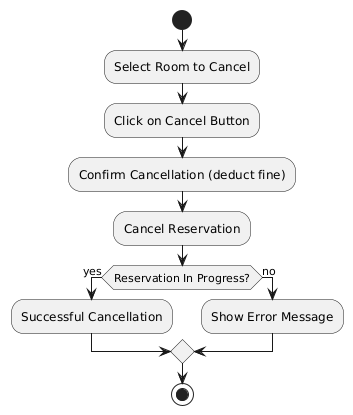 Select Room to Cancel
Click on Cancel Button
Confirm Cancellation (deduct fine)
Cancel Reservation
yes
Reservation In Progress?
no
Successful Cancellation
Show Error Message